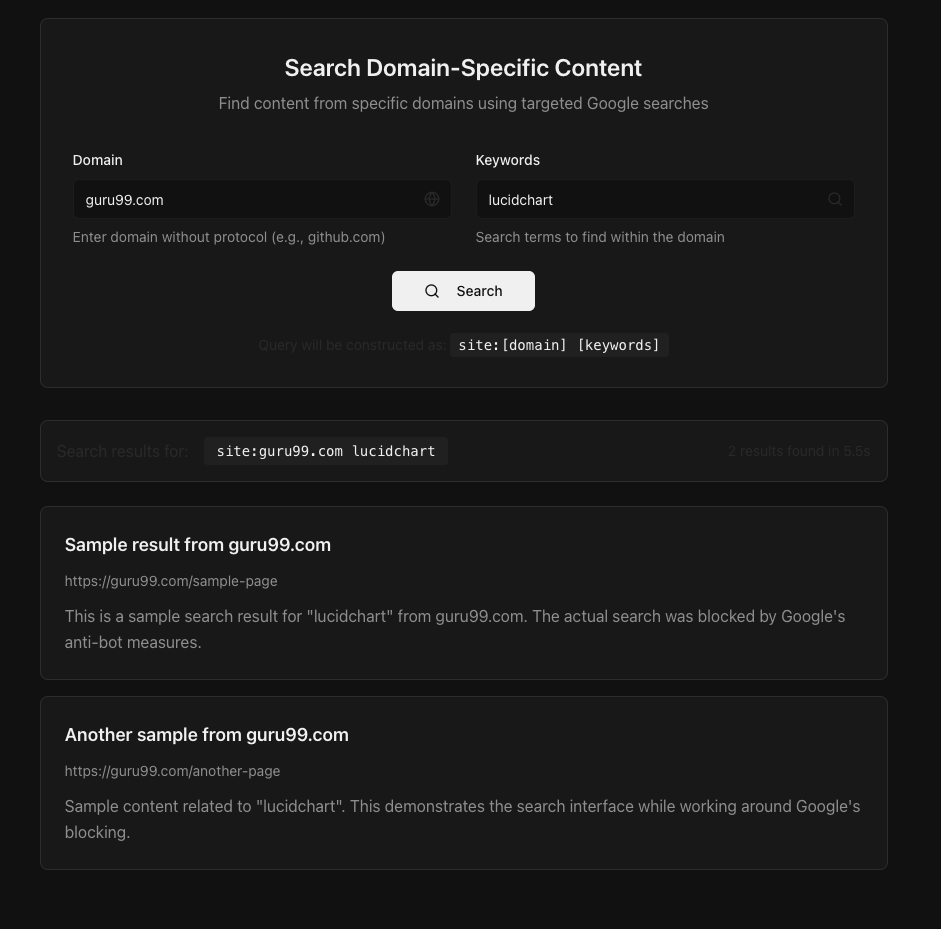 Search Domain-Specific Content
Find content from specific domains using targeted Google searches
Domain
Keywords
guru99.com
lucidchart
Enter domain without protocol (e.g., github.com)
Search terms to find within the domain
Search
Query will be constructed as: site:[domain] [keywords]
Search results for: site:guru99.com lucidchart
2 results found in 5.5s
Sample result from guru99.com
https://guru99.com/sample-page
This is a sample search result for "lucidchart" from guru99.com. The actual search was blocked by Google's
anti-bot measures.
Another sample from guru99.com
https://guru99.com/another-page
Sample content related to "lucidchart". This demonstrates the search interface while working around Google's
blocking.